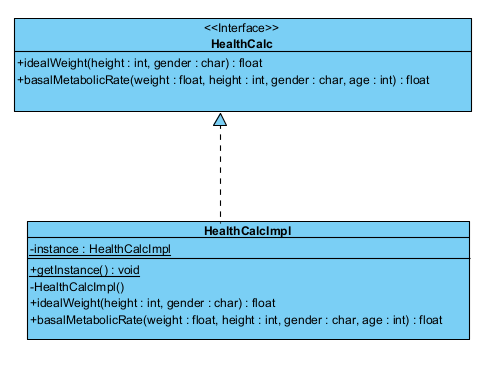 <<Interface>>
HealthCalc
+idealWeight(height : int, gender : char) : float
+basalMetabolicRate(weight : float, height : int, gender : char, age : int) : float
HealthCalcImpl
-instance : HealthCalcImpl
+getInstance() : void
-HealthCalcImpl()
+idealWeight(height : int, gender : char) : float
+basalMetabolicRate(weight : float, height : int, gender : char, age : int) : float